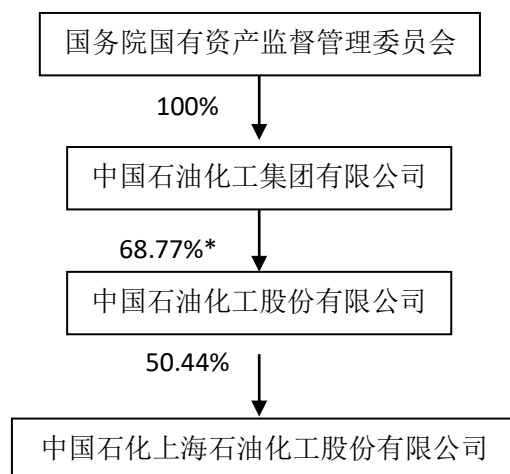 国务院国有资产监督管理委员会
100%
中国石油化工集团有限公司
68.77%*
中国石油化工股份有限公司
50.44%
中国石化上海石油化工股份有限公司